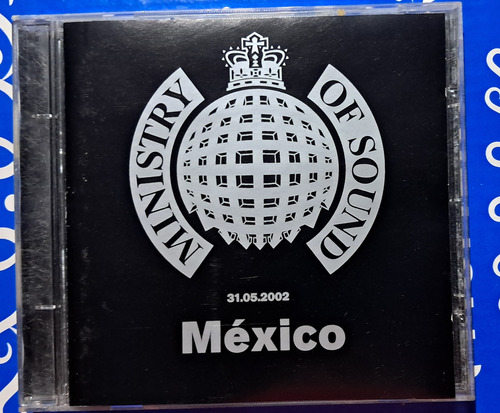 MINISTRY
OF SOUND
31.05.2002
México